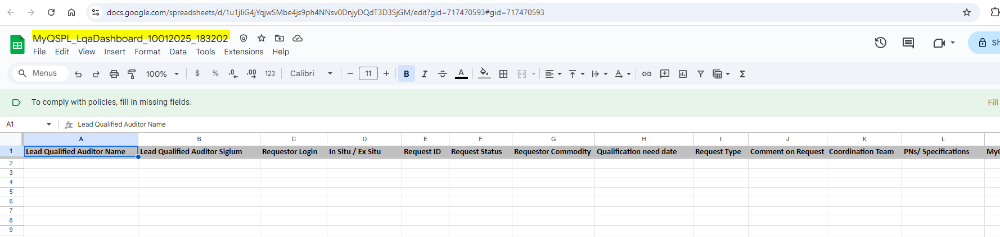 docs.google.com/spreadsheets/d/1u1jIiG4jYqjwSMbe4js9ph4NNsv0DnjyDQdT3D3SjGM/edit?gid=717470593#gid=717470593
MyQSPL_LqaDashboard_10012025_183202
File Edit View Insert Format Data Tools Extensions Help
Sh
Menus 100% $ % .0 .00 123 Calibri 11 B I A A Σ
To comply with policies, fill in missing fields.
Fill
A1 fx Lead Qualified Auditor Name
A B C D E F G H I J K L
1 Lead Qualified Auditor Name Lead Qualified Auditor Siglum Requestor Login In Situ / Ex Situ Request ID Request Status Requestor Commodity Qualification need date Request Type Comment on Request Coordination Team PNs/ Specifications
2
3
4
5
6
7
8
9